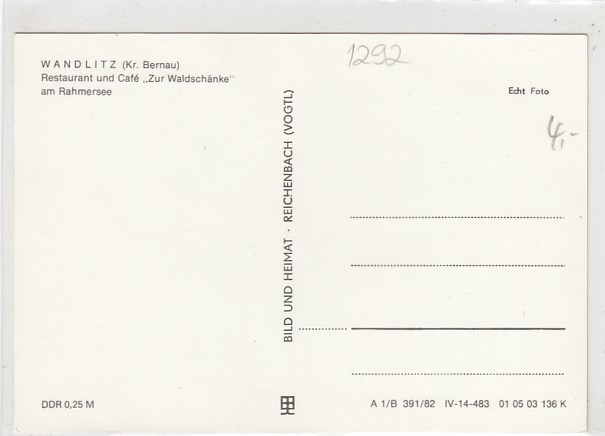 WANDLITZ (Kr. Bernau)
Restaurant und Café „Zur Waldschänke"
am Rahmersee
1292
Echt Foto
4,-
BILD UND HEIMAT · REICHENBACH (VOGTL)
DDR 0,25 M
A 1/B 391/82 IV-14-483 01 05 03 136 K